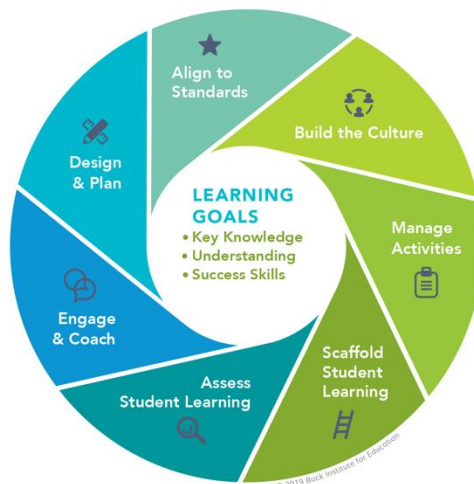 Align to
Standards
Build the Culture
Manage
Activities
Scaffold
Student
Learning
Assess
Student Learning
Engage
& Coach
Design
& Plan
LEARNING
GOALS
• Key Knowledge
• Understanding
• Success Skills
© 2019 Buck Institute for Education